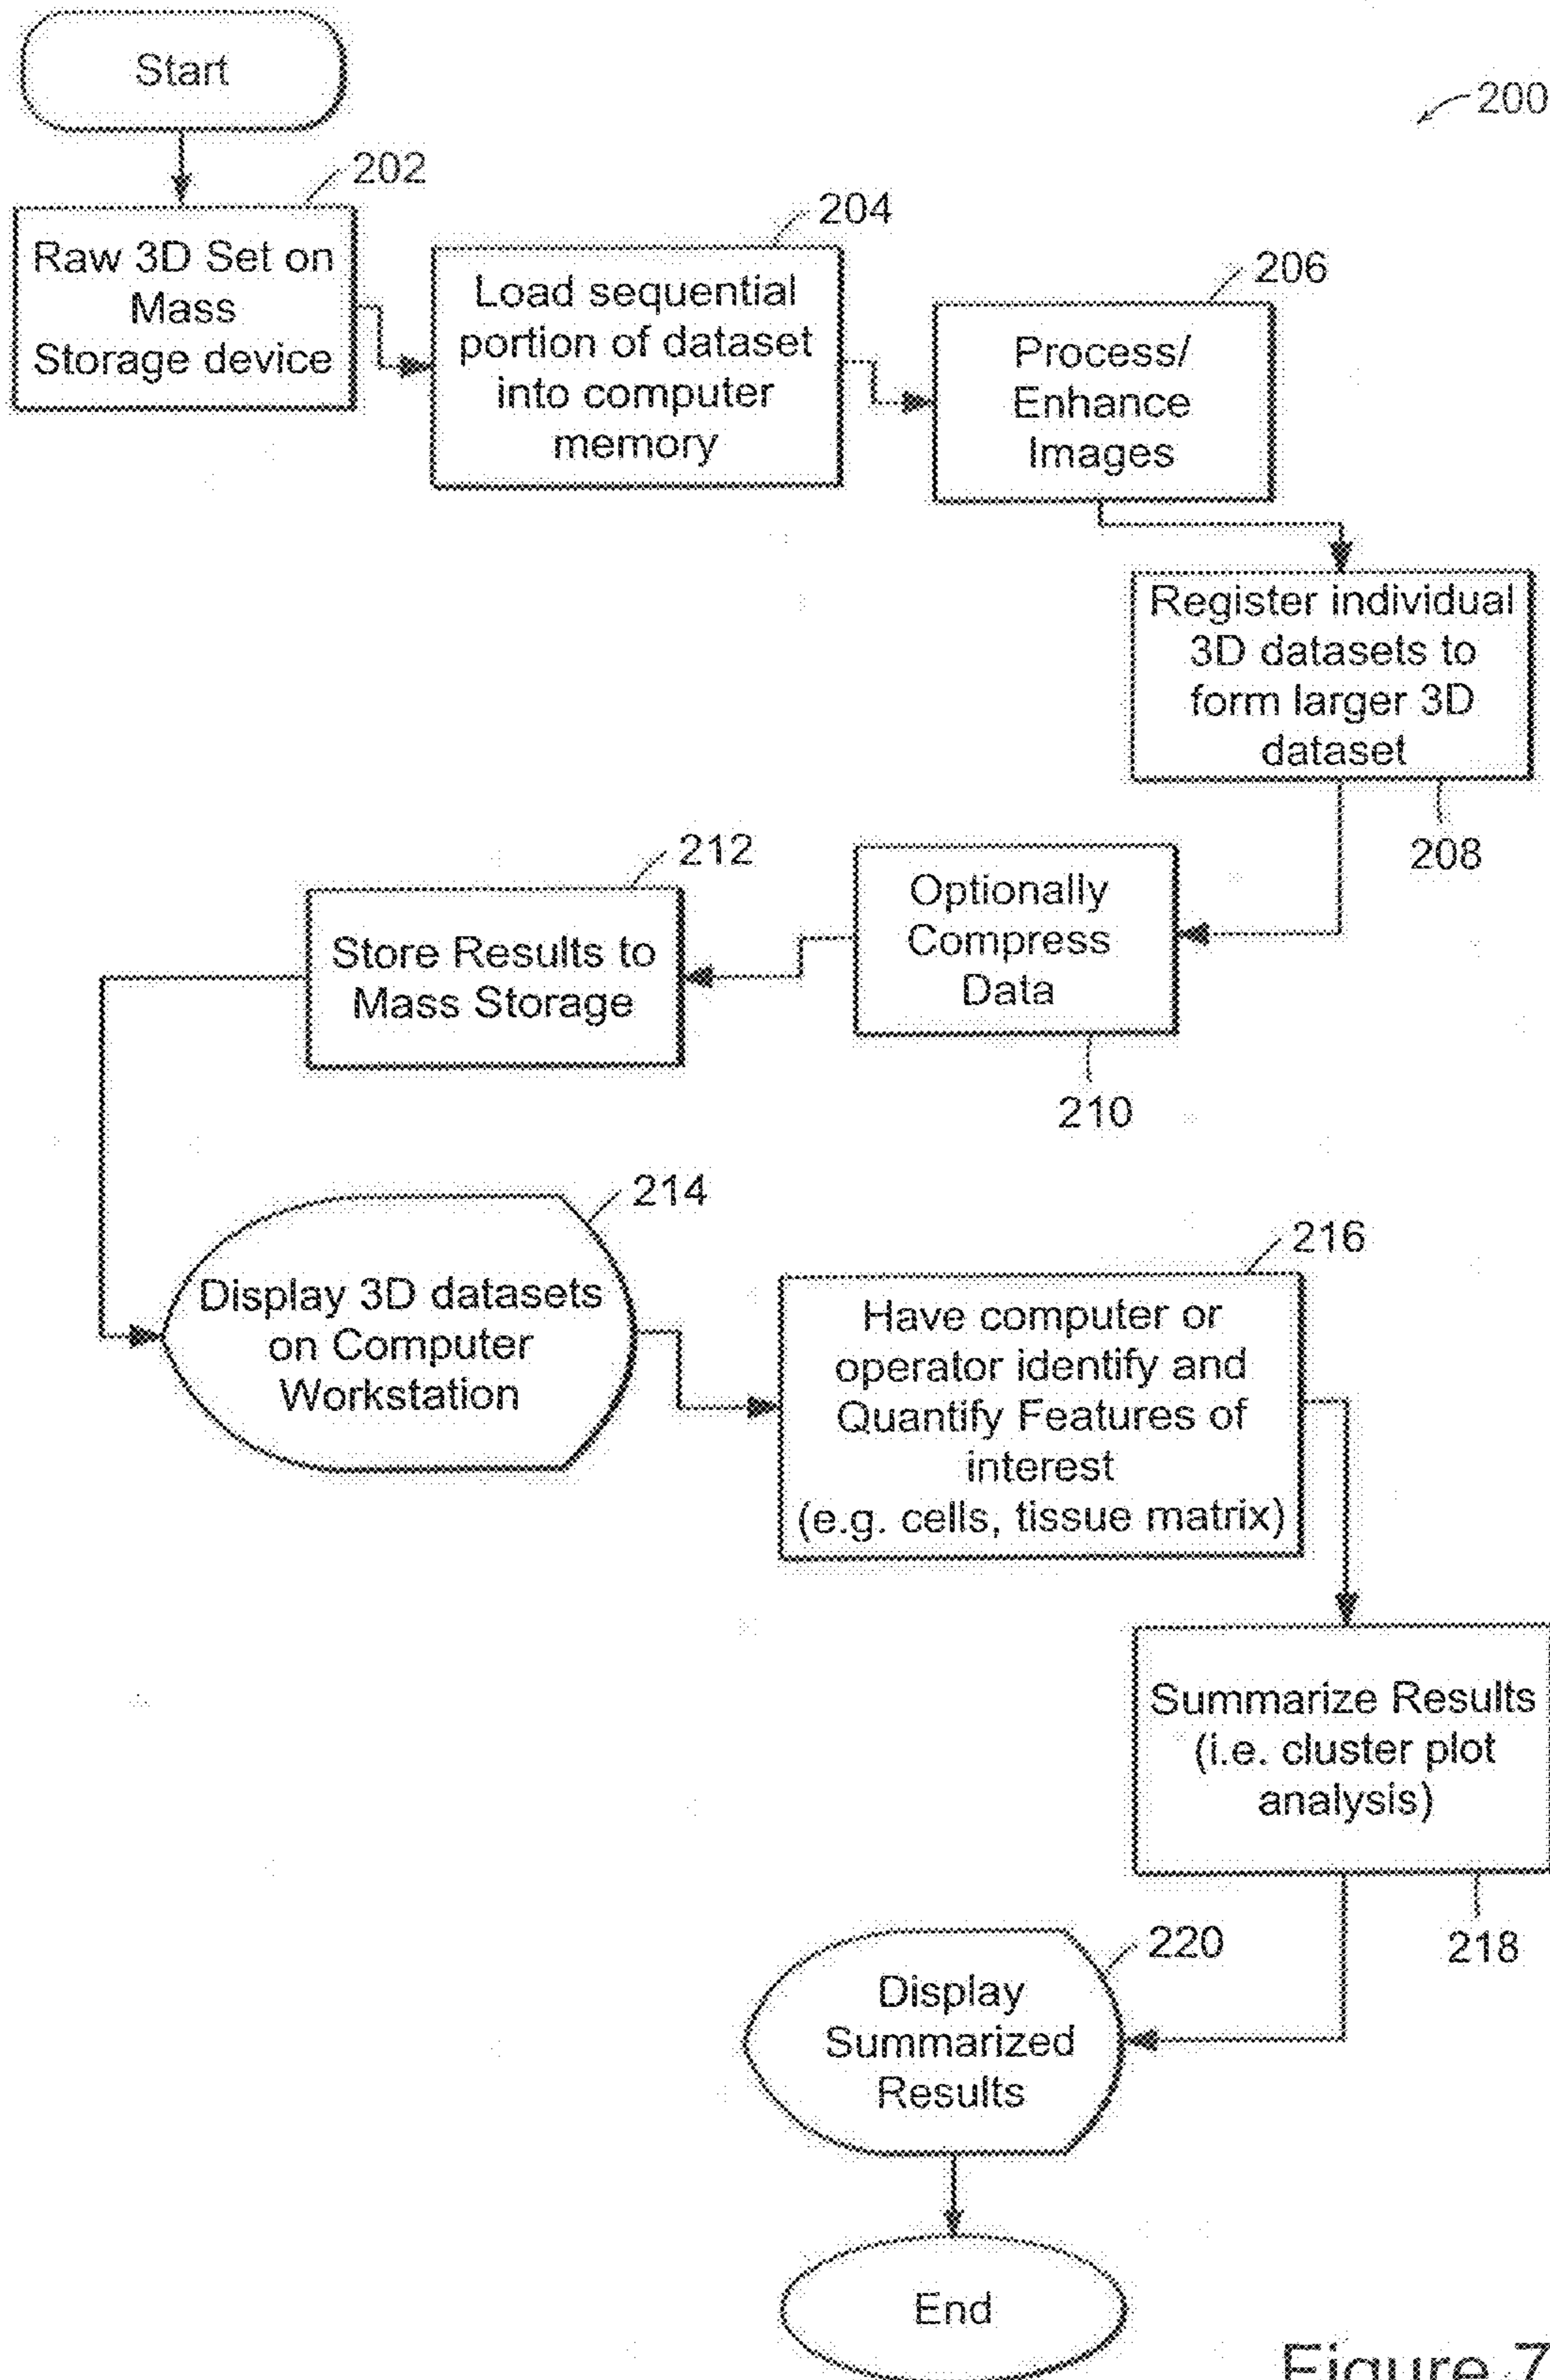 Start
200
202
Raw 3D Set on
Mass
Storage device
204
Load sequential
portion of dataset
into computer
memory
206
Process/
Enhance
Images
Register individual
3D datasets to
form larger 3D
dataset
208
212
Store Results to
Mass Storage
Optionally
Compress
Data
210
214
Display 3D datasets
on Computer
Workstation
216
Have computer or
operator identify and
Quantify Features of
interest
(e.g. cells, tissue matrix)
Summarize Results
(i.e. cluster plot
analysis)
218
220
Display
Summarized
Results
End
Figure 7